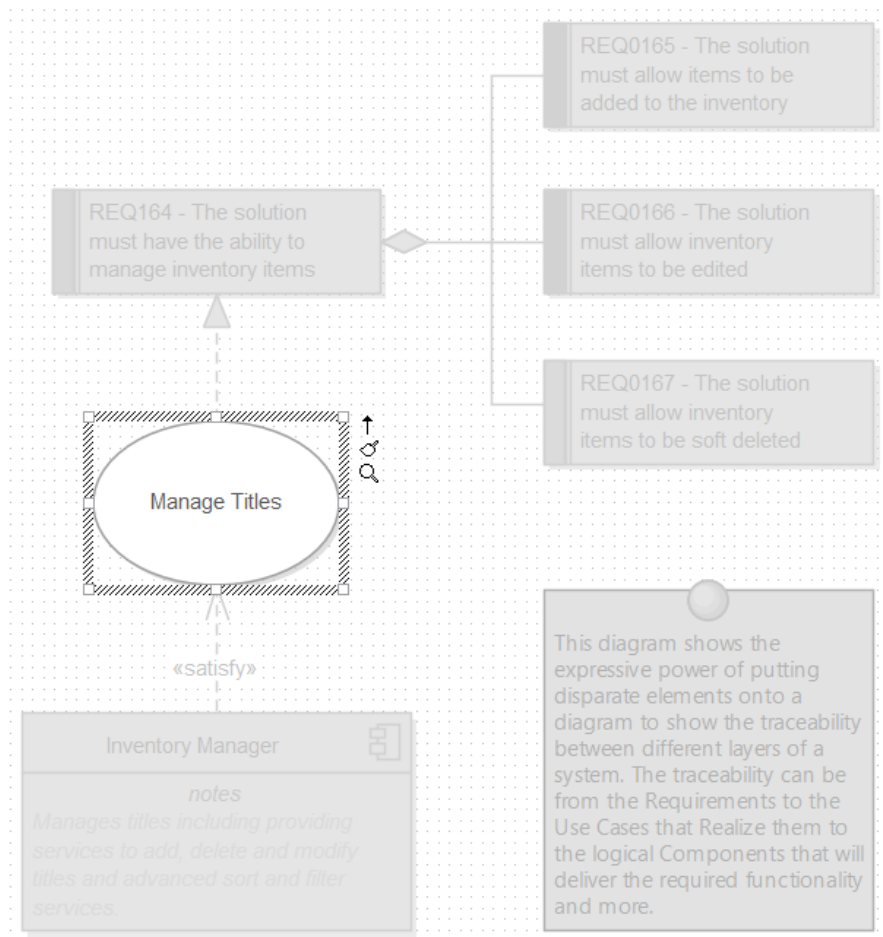 REQ0165 - The solution
must allow items to be
added to the inventory
REQ164 - The solution
must have the ability to
manage inventory items
REQ0166 - The solution
must allow inventory
items to be edited
REQ0167 - The solution
must allow inventory
items to be soft deleted
Manage Titles
«satisfy»
Inventory Manager
notes
Manages titles including providing
services to add, delete and modify
titles and advanced sort and filter
services.
This diagram shows the
expressive power of putting
disparate elements onto a
diagram to show the traceability
between different layers of a
system. The traceability can be
from the Requirements to the
Use Cases that Realize them to
the logical Components that will
deliver the required functionality
and more.